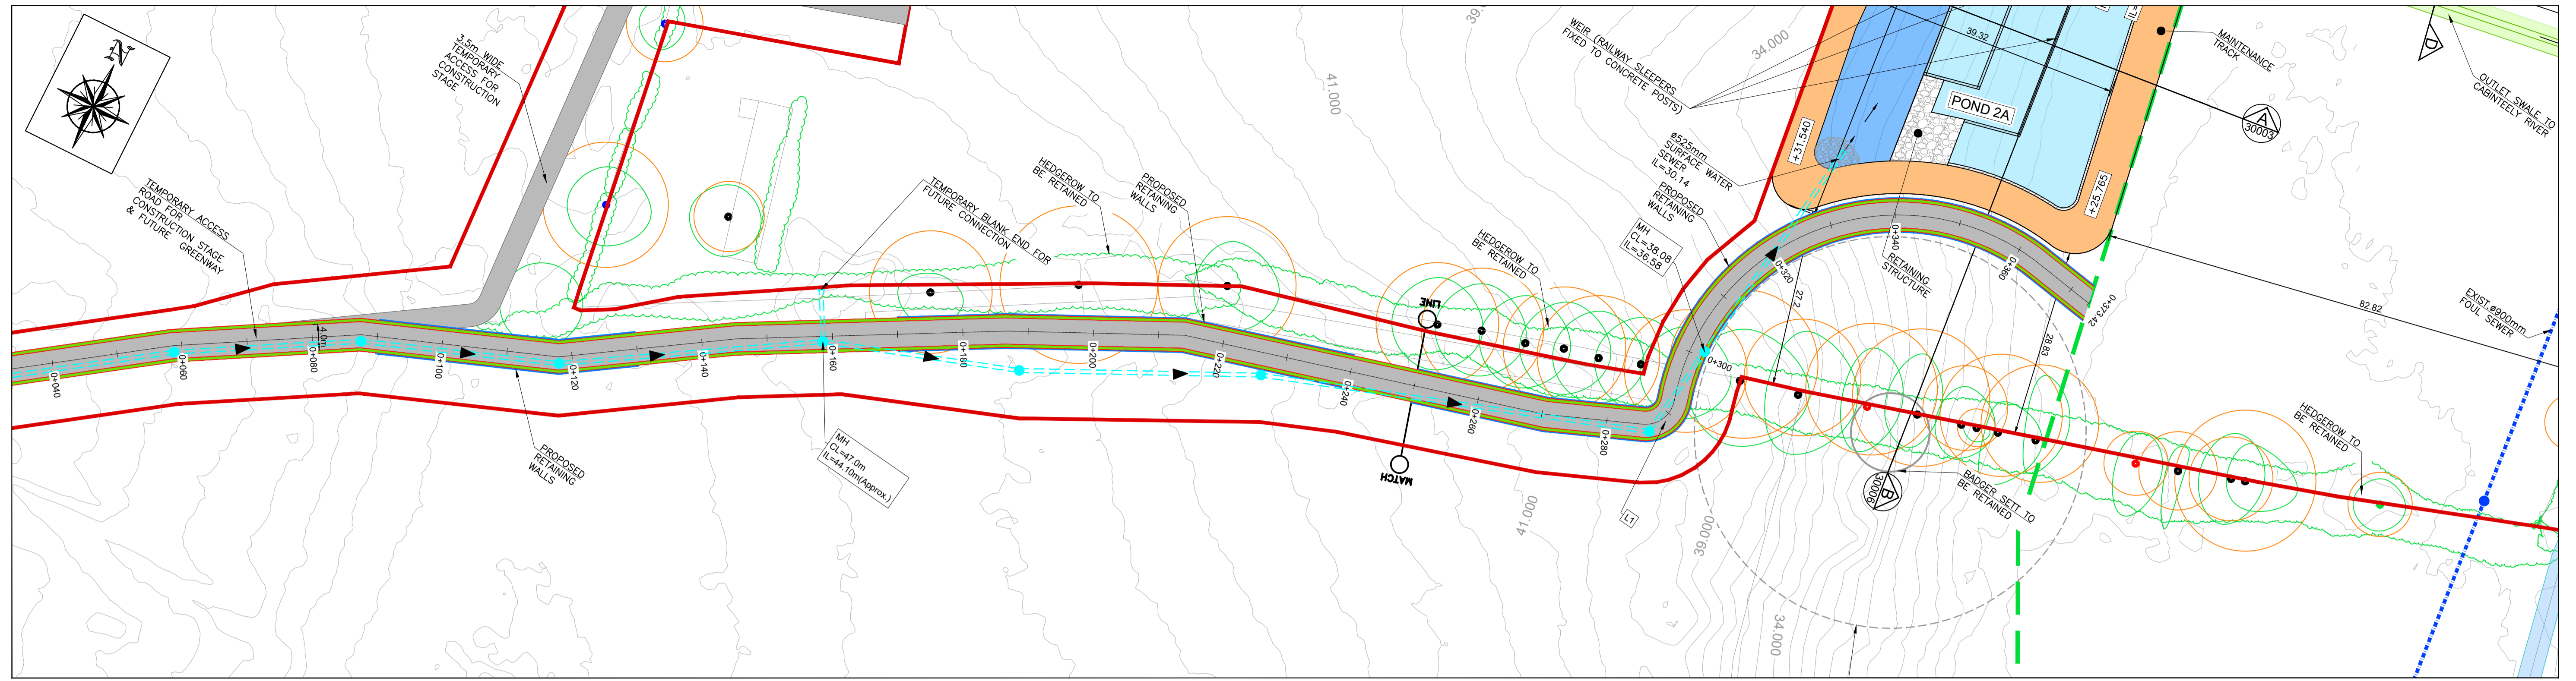 N
3.5m WIDE
TEMPORARY
ACCESS FOR
CONSTRUCTION
STAGE
TEMPORARY ACCESS
ROAD FOR
CONSTRUCTION STAGE
& FUTURE GREENWAY
4.0m
0+040
0+060
0+080
0+100
0+120
0+140
0+160
0+180
0+200
0+220
0+240
0+260
0+280
0+300
0+320
0+340
0+360
0+373.42
PROPOSED
RETAINING
WALLS
MH
CL=47.0m
IL=44.10m(Approx.)
TEMPORARY BLANK END FOR
FUTURE CONNECTION
HEDGEROW TO
BE RETAINED
PROPOSED
RETAINING
WALLS
41.000
39.0
34.000
LINE
MATCH
HEDGEROW TO
BE RETAINED
WEIR (RAILWAY SLEEPERS
FIXED TO CONCRETE POSTS)
ø525mm
SURFACE WATER
SEWER
IL=30.14
PROPOSED
RETAINING
WALLS
MH
CL=38.08
IL=36.58
L1
41.000
39.000
34.000
+31.540
39.32
IL=
POND 2A
+25.765
RETAINING
STRUCTURE
27.2
28.83
BADGER SETT TO
BE RETAINED
B
30006
A
30003
MAINTENANCE
TRACK
D
OUTLET SWALE TO
CABINTEELY RIVER
82.82
EXIST.ø900mm
FOUL SEWER
HEDGEROW TO
BE RETAINED